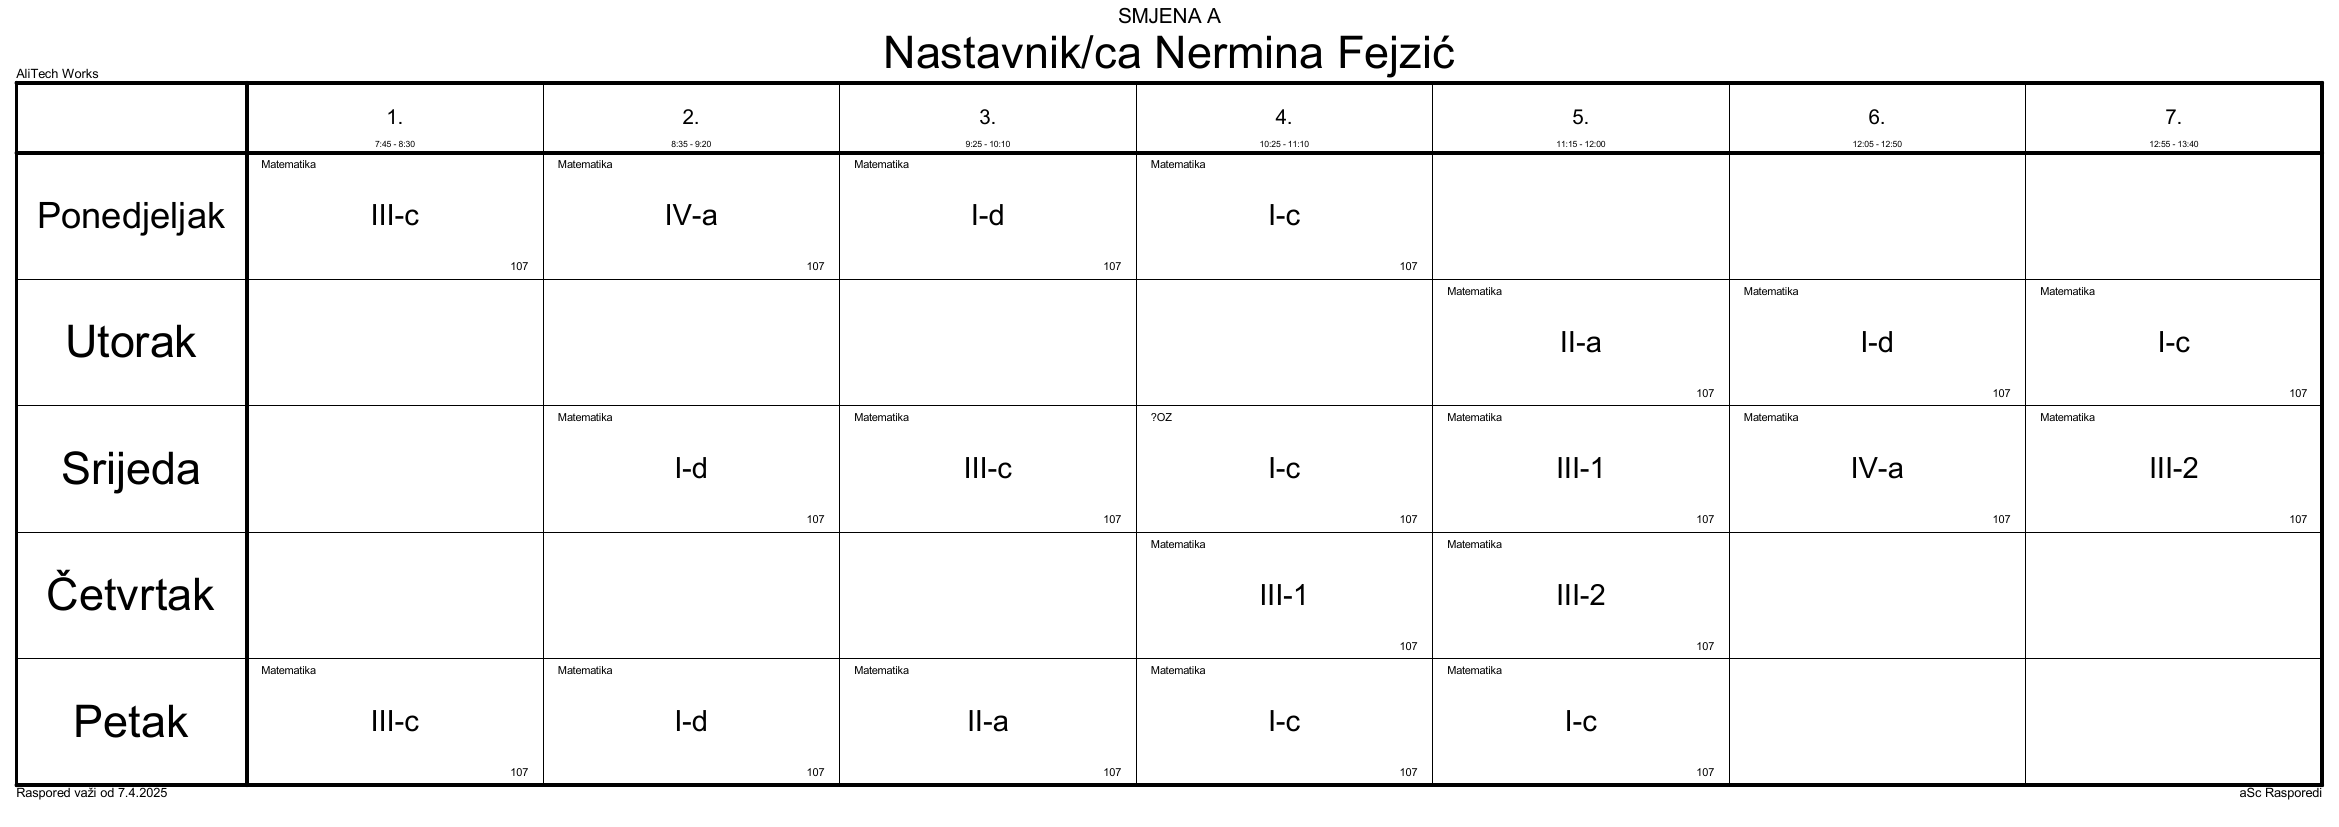 SMJENA A
Nastavnik/ca Nermina Fejzić
AliTech Works
1. 2. 3. 4. 5. 6. 7.
7:45 - 8:30 8:35 - 9:20 9:25 - 10:10 10:25 - 11:10 11:15 - 12:00 12:05 - 12:50 12:55 - 13:40
Matematika Matematika Matematika Matematika
Ponedjeljak III-c IV-a I-d I-c
107 107 107 107
Matematika Matematika Matematika
Utorak II-a I-d I-c
107 107 107
Matematika Matematika ?OZ Matematika Matematika Matematika
Srijeda I-d III-c I-c III-1 IV-a III-2
107 107 107 107 107 107
Matematika Matematika
Četvrtak III-1 III-2
107 107
Matematika Matematika Matematika Matematika Matematika
Petak III-c I-d II-a I-c I-c
107 107 107 107 107
Raspored važi od 7.4.2025 aSc Rasporedi